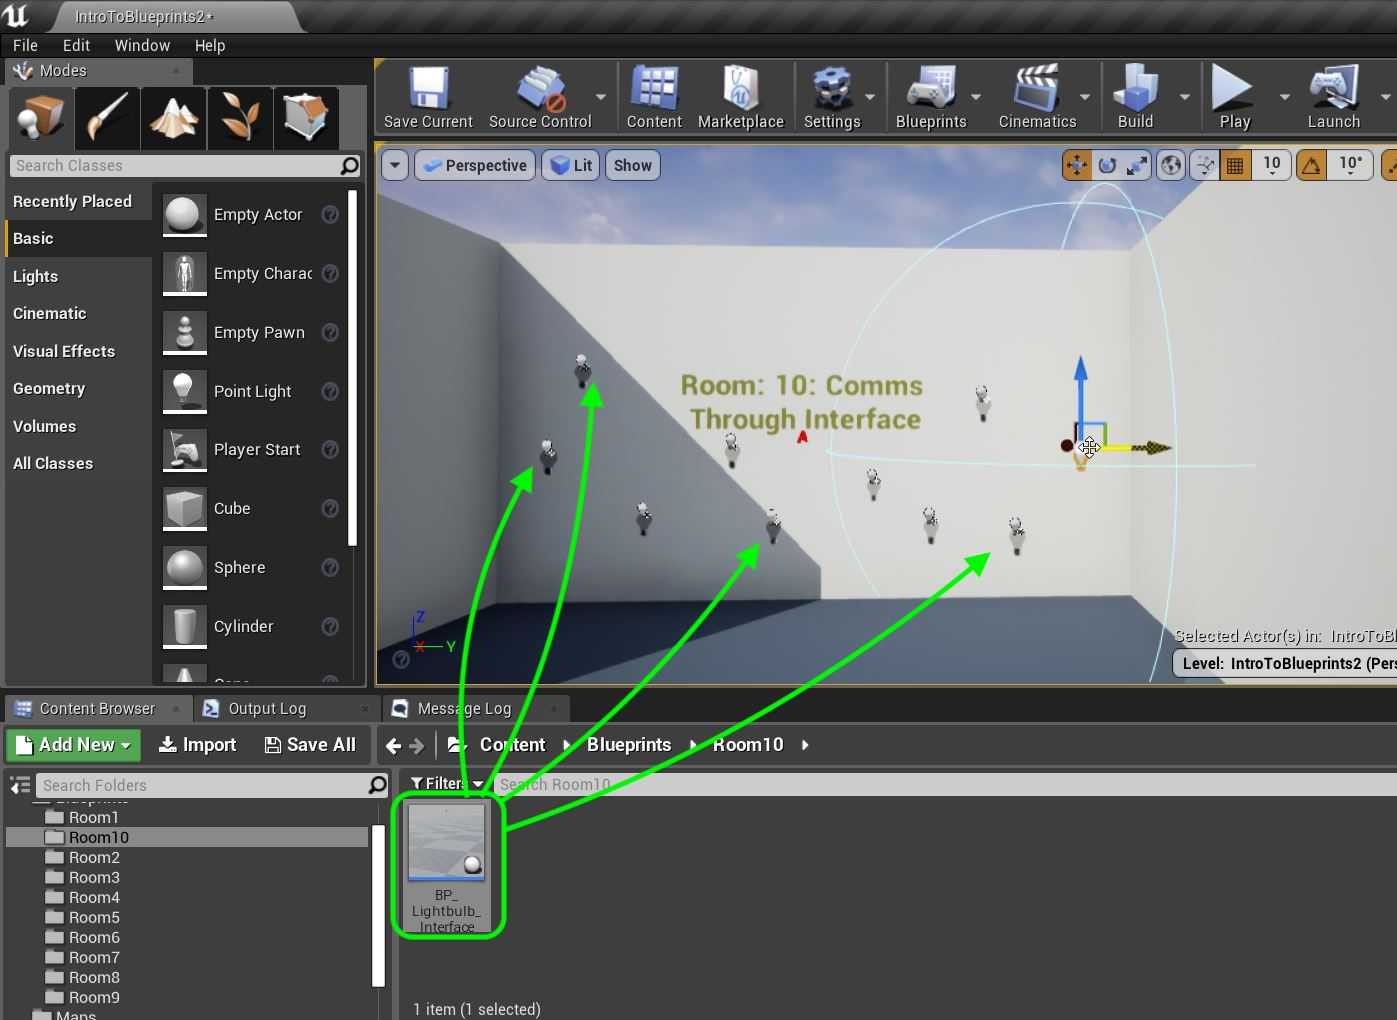 IntroToBlueprints2*
File Edit Window Help
Modes
Save Current Source Control Content Marketplace Settings Blueprints Cinematics Build Play Launch
Search Classes
Perspective Lit Show 10 10°
Recently Placed
Basic
Lights
Cinematic
Visual Effects
Geometry
Volumes
All Classes
Empty Actor
Empty Charac
Empty Pawn
Point Light
Player Start
Cube
Sphere
Cylinder
Room: 10: Comms
Through Interface
A
Z
X Y
Selected Actor(s) in: IntroToBl
Level: IntroToBlueprints2 (Pers
Content Browser Output Log Message Log
Add New Import Save All Content Blueprints Room10
Search Folders
Filters Search Room10
Blueprints
Room1
Room10
Room2
Room3
Room4
Room5
Room6
Room7
Room8
Room9
Maps
BP_
Lightbulb_
Interface
1 item (1 selected)